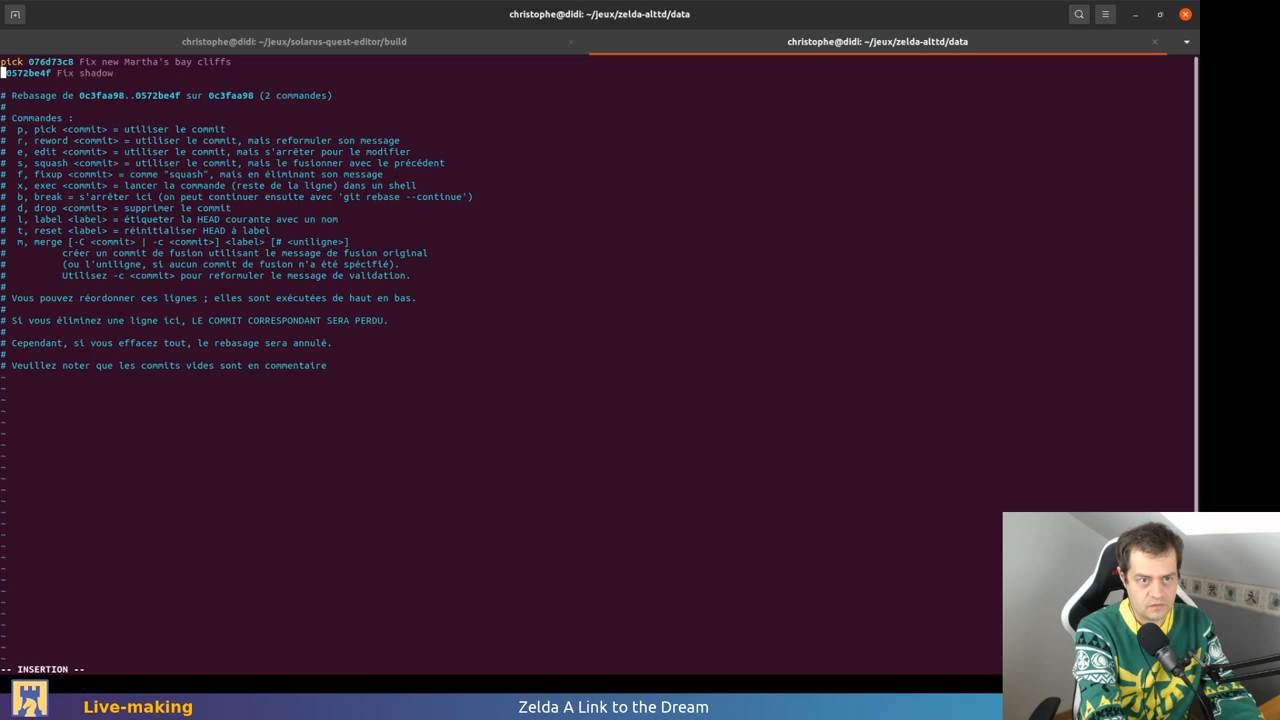 christophe@didi: ~/jeux/zelda-alttd/data
christophe@didi: ~/jeux/solarus-quest-editor/build
christophe@didi: ~/jeux/zelda-alttd/data
pick 076d73c8 Fix new Martha's bay cliffs
0572be4f Fix shadow
# Rebasage de 0c3faa98..0572be4f sur 0c3faa98 (2 commandes)
#
# Commandes :
#  p, pick <commit> = utiliser le commit
#  r, reword <commit> = utiliser le commit, mais reformuler son message
#  e, edit <commit> = utiliser le commit, mais s'arrêter pour le modifier
#  s, squash <commit> = utiliser le commit, mais le fusionner avec le précédent
#  f, fixup <commit> = comme "squash", mais en éliminant son message
#  x, exec <commit> = lancer la commande (reste de la ligne) dans un shell
#  b, break = s'arrêter ici (on peut continuer ensuite avec 'git rebase --continue')
#  d, drop <commit> = supprimer le commit
#  l, label <label> = étiqueter la HEAD courante avec un nom
#  t, reset <label> = réinitialiser HEAD à label
#  m, merge [-C <commit> | -c <commit>] <label> [# <uniligne>]
#          créer un commit de fusion utilisant le message de fusion original
#          (ou l'uniligne, si aucun commit de fusion n'a été spécifié).
#          Utilisez -c <commit> pour reformuler le message de validation.
#
# Vous pouvez réordonner ces lignes ; elles sont exécutées de haut en bas.
#
# Si vous éliminez une ligne ici, LE COMMIT CORRESPONDANT SERA PERDU.
#
# Cependant, si vous effacez tout, le rebasage sera annulé.
#
# Veuillez noter que les commits vides sont en commentaire
-- INSERTION --
Live-making
Zelda A Link to the Dream